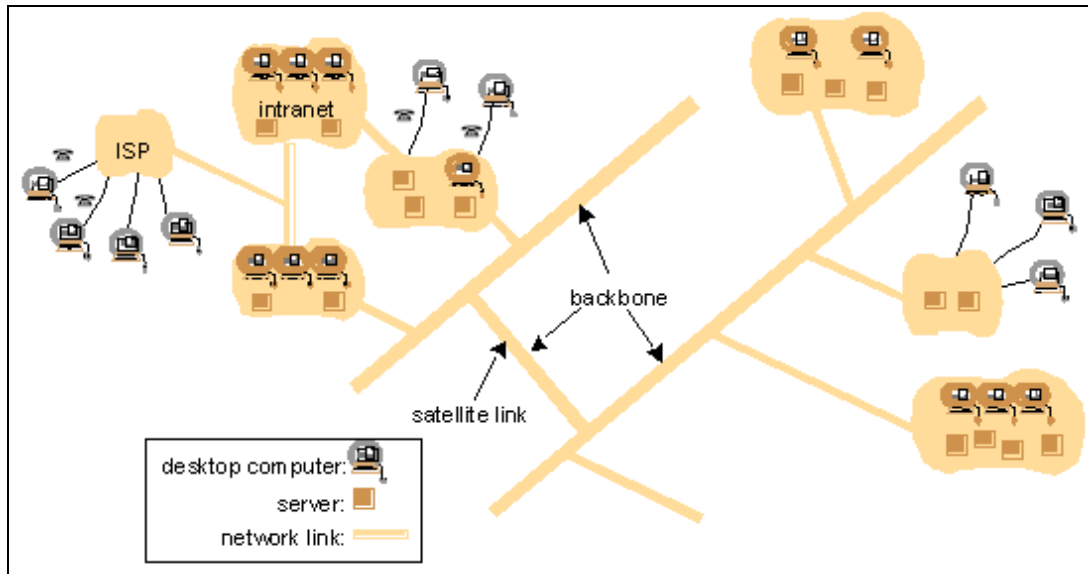 intranet
ISP
backbone
satellite link
desktop computer:
server:
network link: